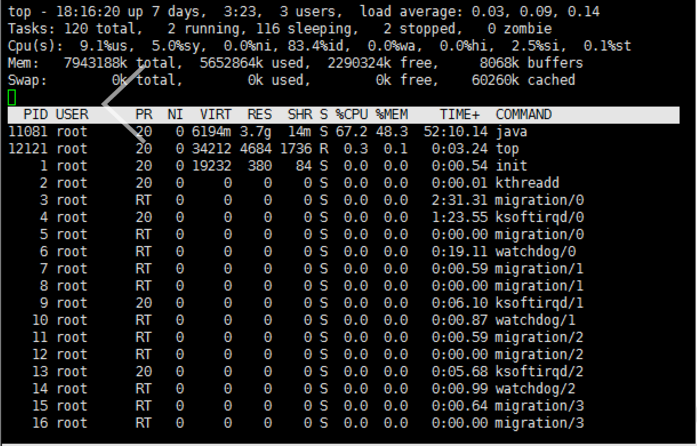 top - 18:16:20 up 7 days,  3:23,  3 users,  load average: 0.03, 0.09, 0.14
Tasks: 120 total,   2 running, 116 sleeping,   2 stopped,   0 zombie
Cpu(s):  9.1%us,  5.0%sy,  0.0%ni, 83.4%id,  0.0%wa,  0.0%hi,  2.5%si,  0.1%st
Mem:   7943188k total,  5652864k used,  2290324k free,     8068k buffers
Swap:        0k total,        0k used,        0k free,    60260k cached
PID USER      PR  NI  VIRT  RES  SHR S %CPU %MEM    TIME+  COMMAND
11081 root      20   0 6194m 3.7g  14m S 67.2 48.3  52:10.14 java
12121 root      20   0 34212 4684 1736 R  0.3  0.1   0:03.24 top
1 root      20   0 19232  380   84 S  0.0  0.0   0:00.54 init
2 root      20   0     0    0    0 S  0.0  0.0   0:00.01 kthreadd
3 root      RT   0     0    0    0 S  0.0  0.0   2:31.31 migration/0
4 root      20   0     0    0    0 S  0.0  0.0   1:23.55 ksoftirqd/0
5 root      RT   0     0    0    0 S  0.0  0.0   0:00.00 migration/0
6 root      RT   0     0    0    0 S  0.0  0.0   0:19.11 watchdog/0
7 root      RT   0     0    0    0 S  0.0  0.0   0:00.59 migration/1
8 root      RT   0     0    0    0 S  0.0  0.0   0:00.00 migration/1
9 root      20   0     0    0    0 S  0.0  0.0   0:06.10 ksoftirqd/1
10 root      RT   0     0    0    0 S  0.0  0.0   0:00.87 watchdog/1
11 root      RT   0     0    0    0 S  0.0  0.0   0:00.59 migration/2
12 root      RT   0     0    0    0 S  0.0  0.0   0:00.00 migration/2
13 root      20   0     0    0    0 S  0.0  0.0   0:05.68 ksoftirqd/2
14 root      RT   0     0    0    0 S  0.0  0.0   0:00.99 watchdog/2
15 root      RT   0     0    0    0 S  0.0  0.0   0:00.64 migration/3
16 root      RT   0     0    0    0 S  0.0  0.0   0:00.00 migration/3